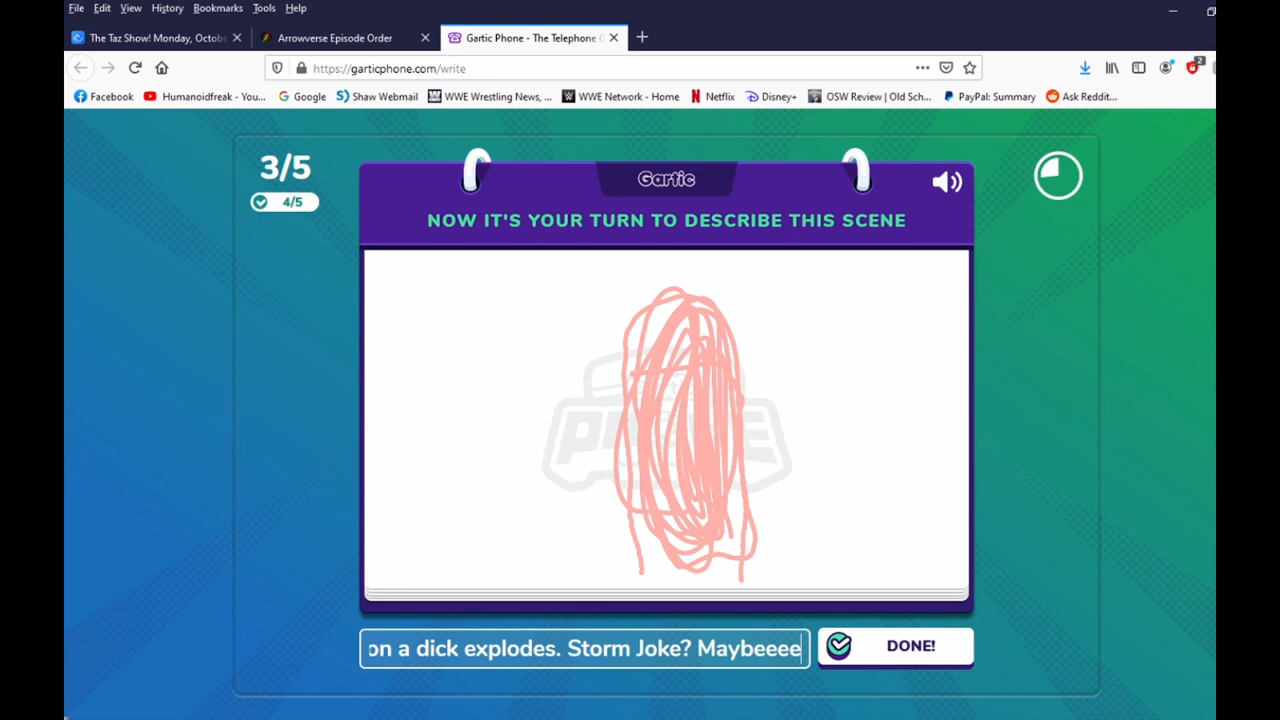 File Edit View History Bookmarks Tools Help
The Taz Show! Monday, Octob
Arrowverse Episode Order
Gartic Phone - The Telephone G
https://garticphone.com/write
2
Facebook
Humanoidfreak - You...
Google
Shaw Webmail
WWE Wrestling News, ...
WWE Network - Home
Netflix
Disney+
OSW Review | Old Sch...
PayPal: Summary
Ask Reddit...
3/5
4/5
Gartic
NOW IT'S YOUR TURN TO DESCRIBE THIS SCENE
on a dick explodes. Storm Joke? Maybeeee
DONE!